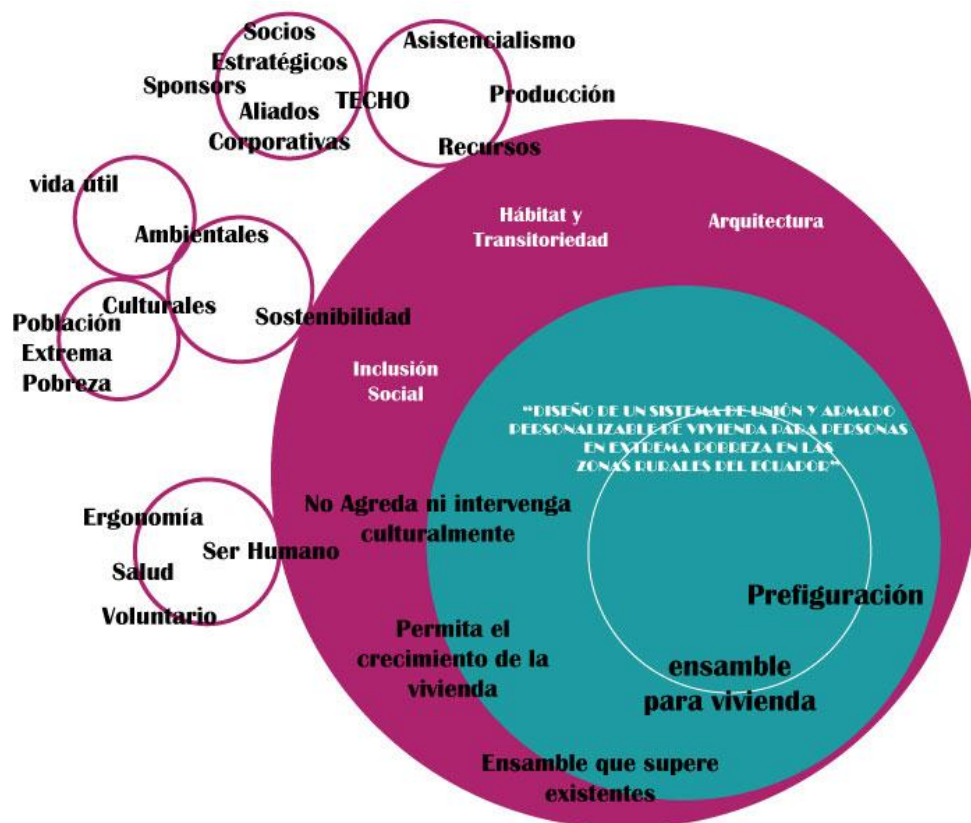 Socios
Estratégicos
Sponsors
Aliados
Corporativas
TECHO
Asistencialismo
Producción
Recursos
vida útil
Ambientales
Culturales
Población
Extrema
Pobreza
Sostenibilidad
Hábitat y
Transitoriedad
Arquitectura
Inclusión
Social
“DISEÑO DE UN SISTEMA DE UNIÓN Y ARMADO
PERSONALIZABLE DE VIVIENDA PARA PERSONAS
EN EXTREMA POBREZA EN LAS
ZONAS RURALES DEL ECUADOR“
No Agreda ni intervenga
culturalmente
Ergonomía
Ser Humano
Salud
Voluntario
Prefiguración
Permita el
crecimiento de la
vivienda
ensamble
para vivienda
Ensamble que supere
existentes